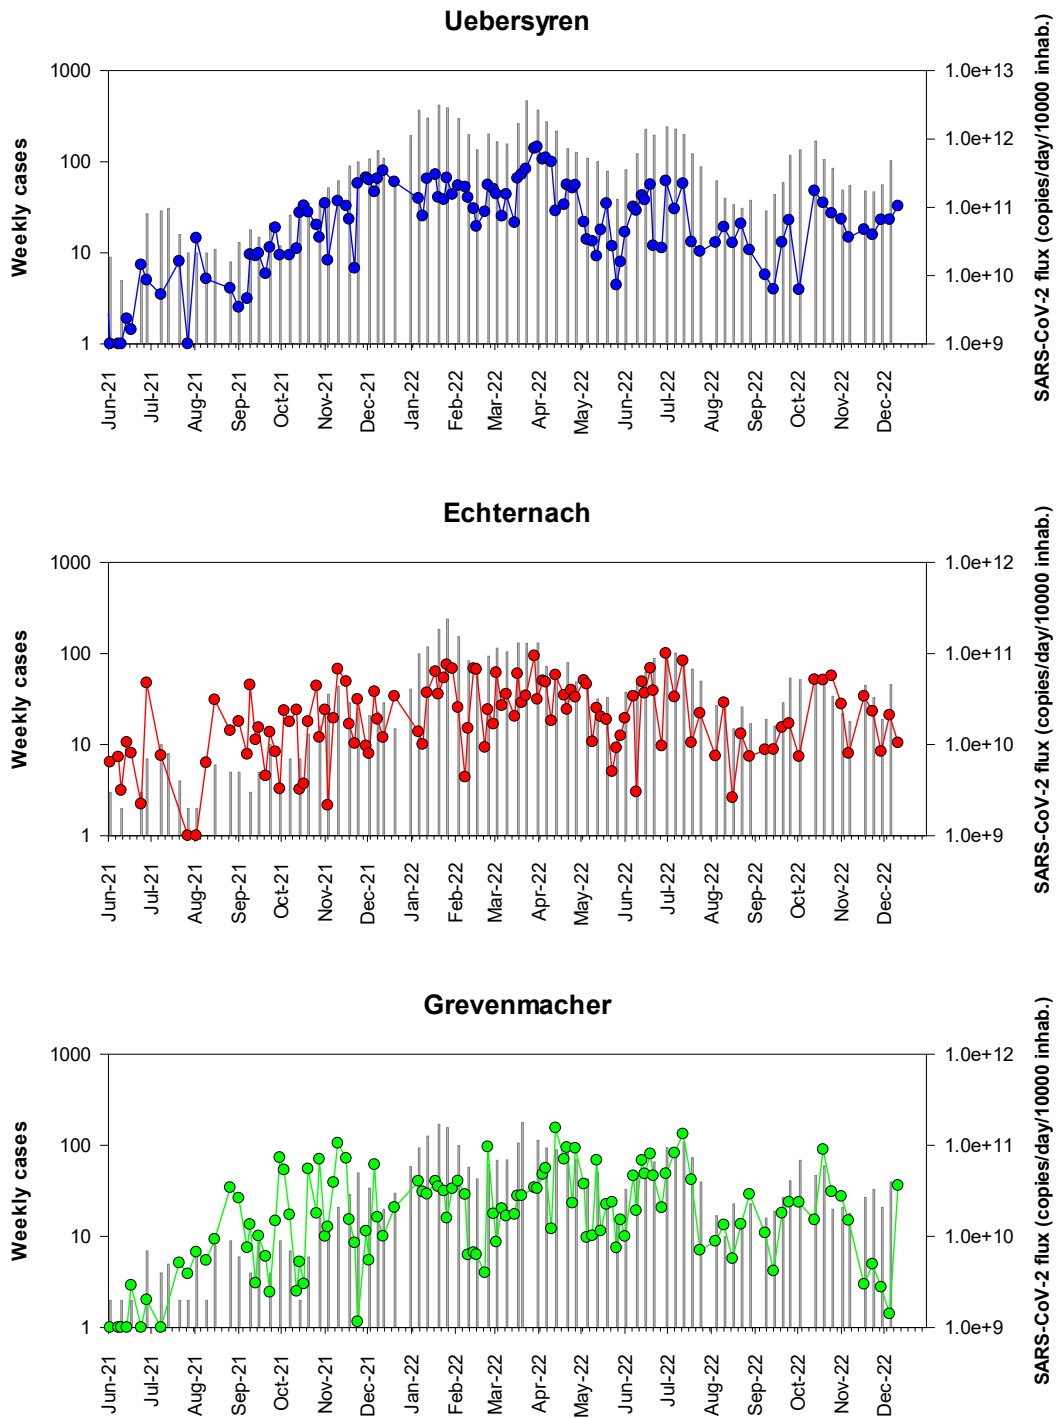 Uebersyren
Weekly cases
1000
100
10
1
1.0e+13
1.0e+12
1.0e+11
1.0e+10
1.0e+9
SARS-CoV-2 flux (copies/day/10000 inhab.)
Jun-21
Jul-21
Aug-21
Sep-21
Oct-21
Nov-21
Dec-21
Jan-22
Feb-22
Mar-22
Apr-22
May-22
Jun-22
Jul-22
Aug-22
Sep-22
Oct-22
Nov-22
Dec-22
Echternach
Weekly cases
1000
100
10
1
1.0e+12
1.0e+11
1.0e+10
1.0e+9
SARS-CoV-2 flux (copies/day/10000 inhab.)
Jun-21
Jul-21
Aug-21
Sep-21
Oct-21
Nov-21
Dec-21
Jan-22
Feb-22
Mar-22
Apr-22
May-22
Jun-22
Jul-22
Aug-22
Sep-22
Oct-22
Nov-22
Dec-22
Grevenmacher
Weekly cases
1000
100
10
1
1.0e+12
1.0e+11
1.0e+10
1.0e+9
SARS-CoV-2 flux (copies/day/10000 inhab.)
Jun-21
Jul-21
Aug-21
Sep-21
Oct-21
Nov-21
Dec-21
Jan-22
Feb-22
Mar-22
Apr-22
May-22
Jun-22
Jul-22
Aug-22
Sep-22
Oct-22
Nov-22
Dec-22